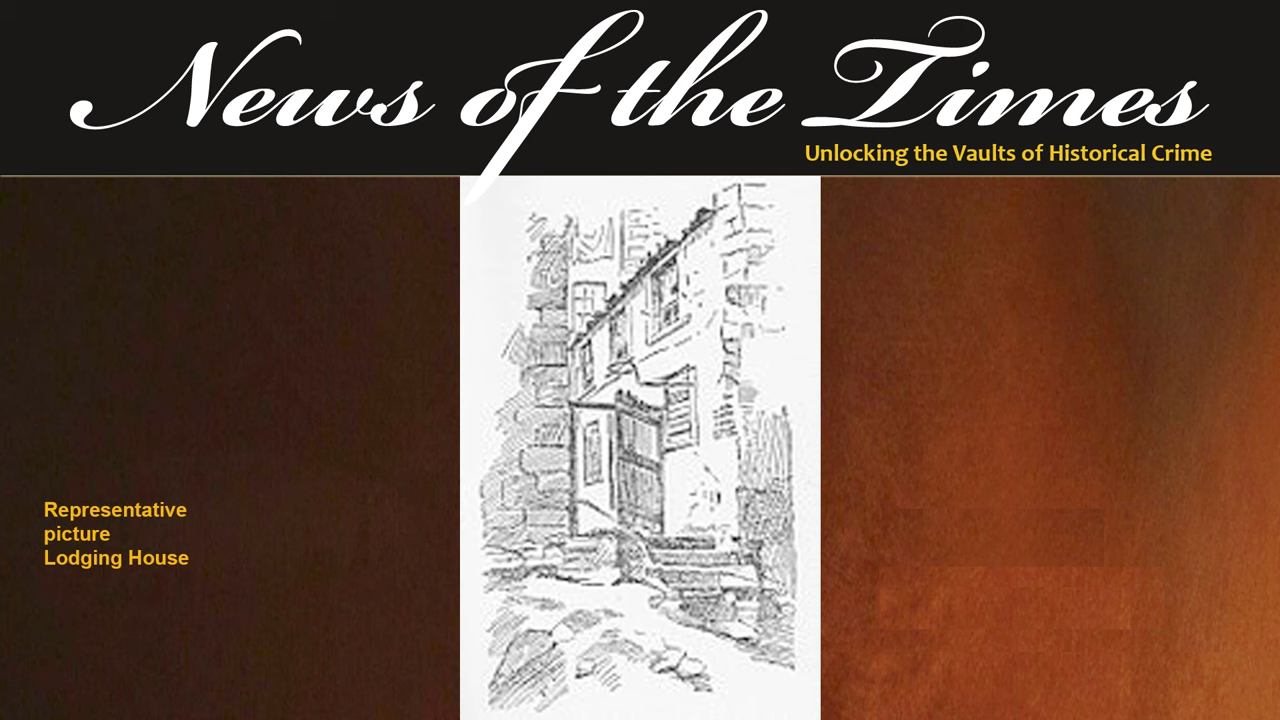 News of the Times
Unlocking the Vaults of Historical Crime
Representative
picture
Lodging House